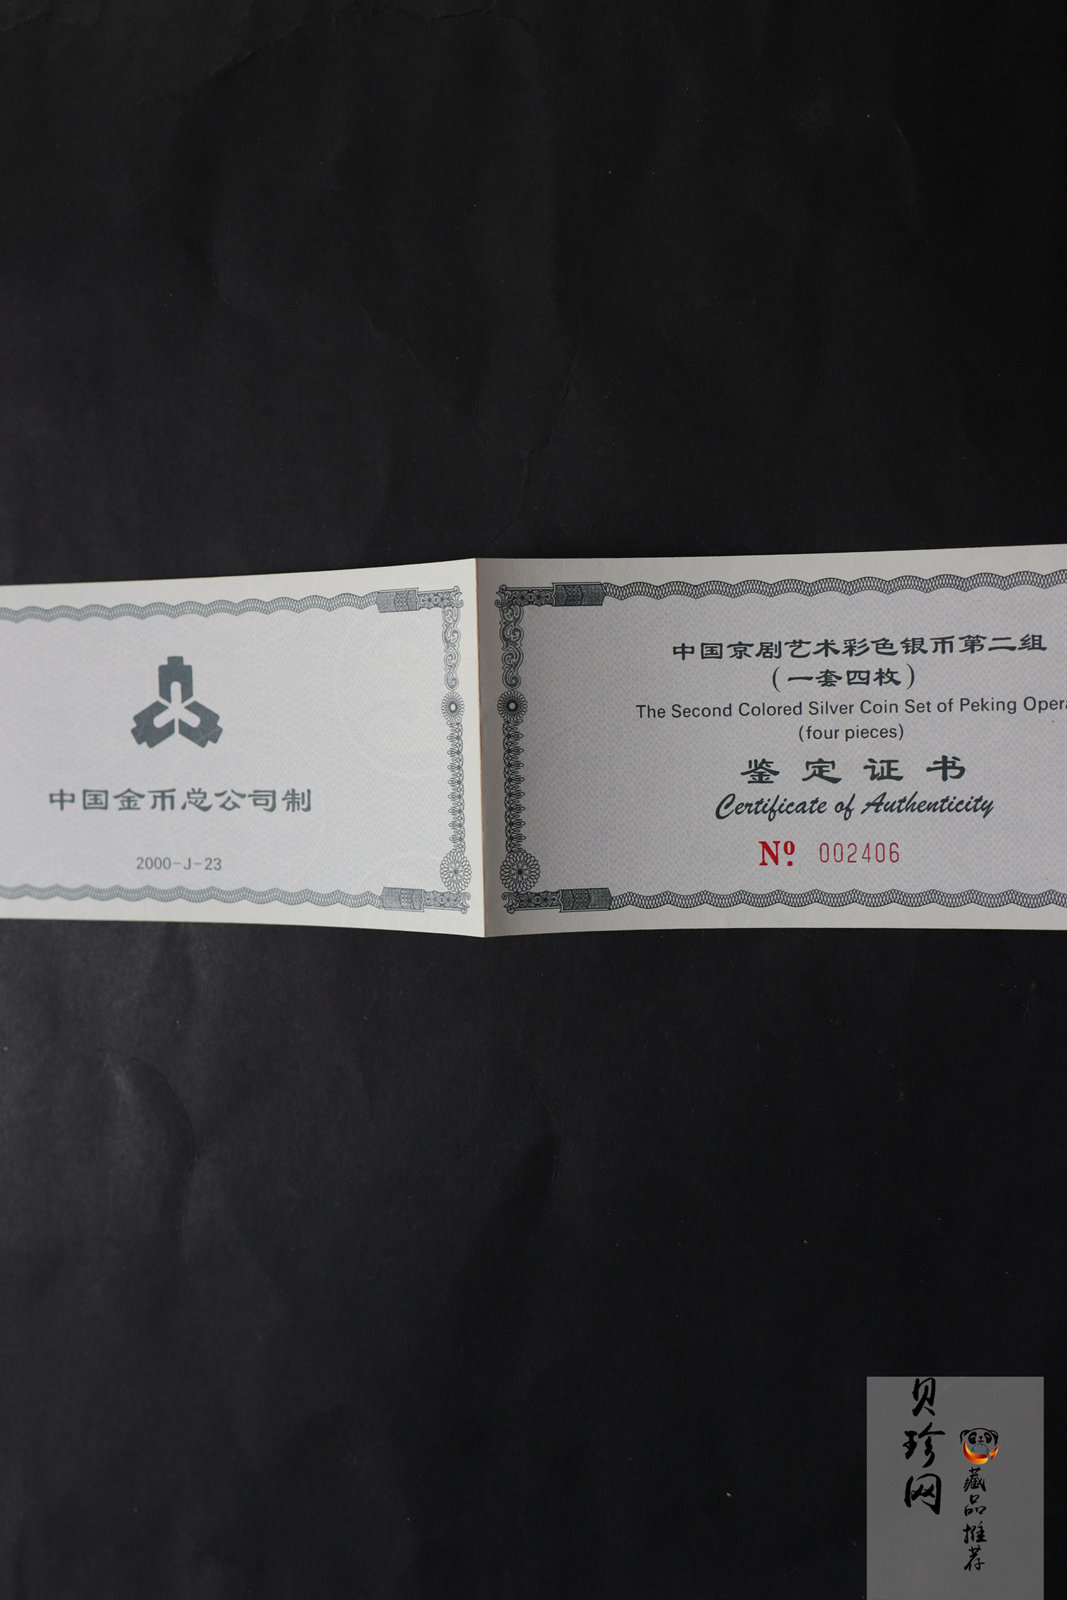 中国金币总公司制
2000-J-23
中国京剧艺术彩色银币第二组
(一套四枚)
The Second Colored Silver Coin Set of Peking Opera
(four pieces)
鉴定证书
Certificate of Authenticity
Nº. 002406
贝珍网
藏品推荐